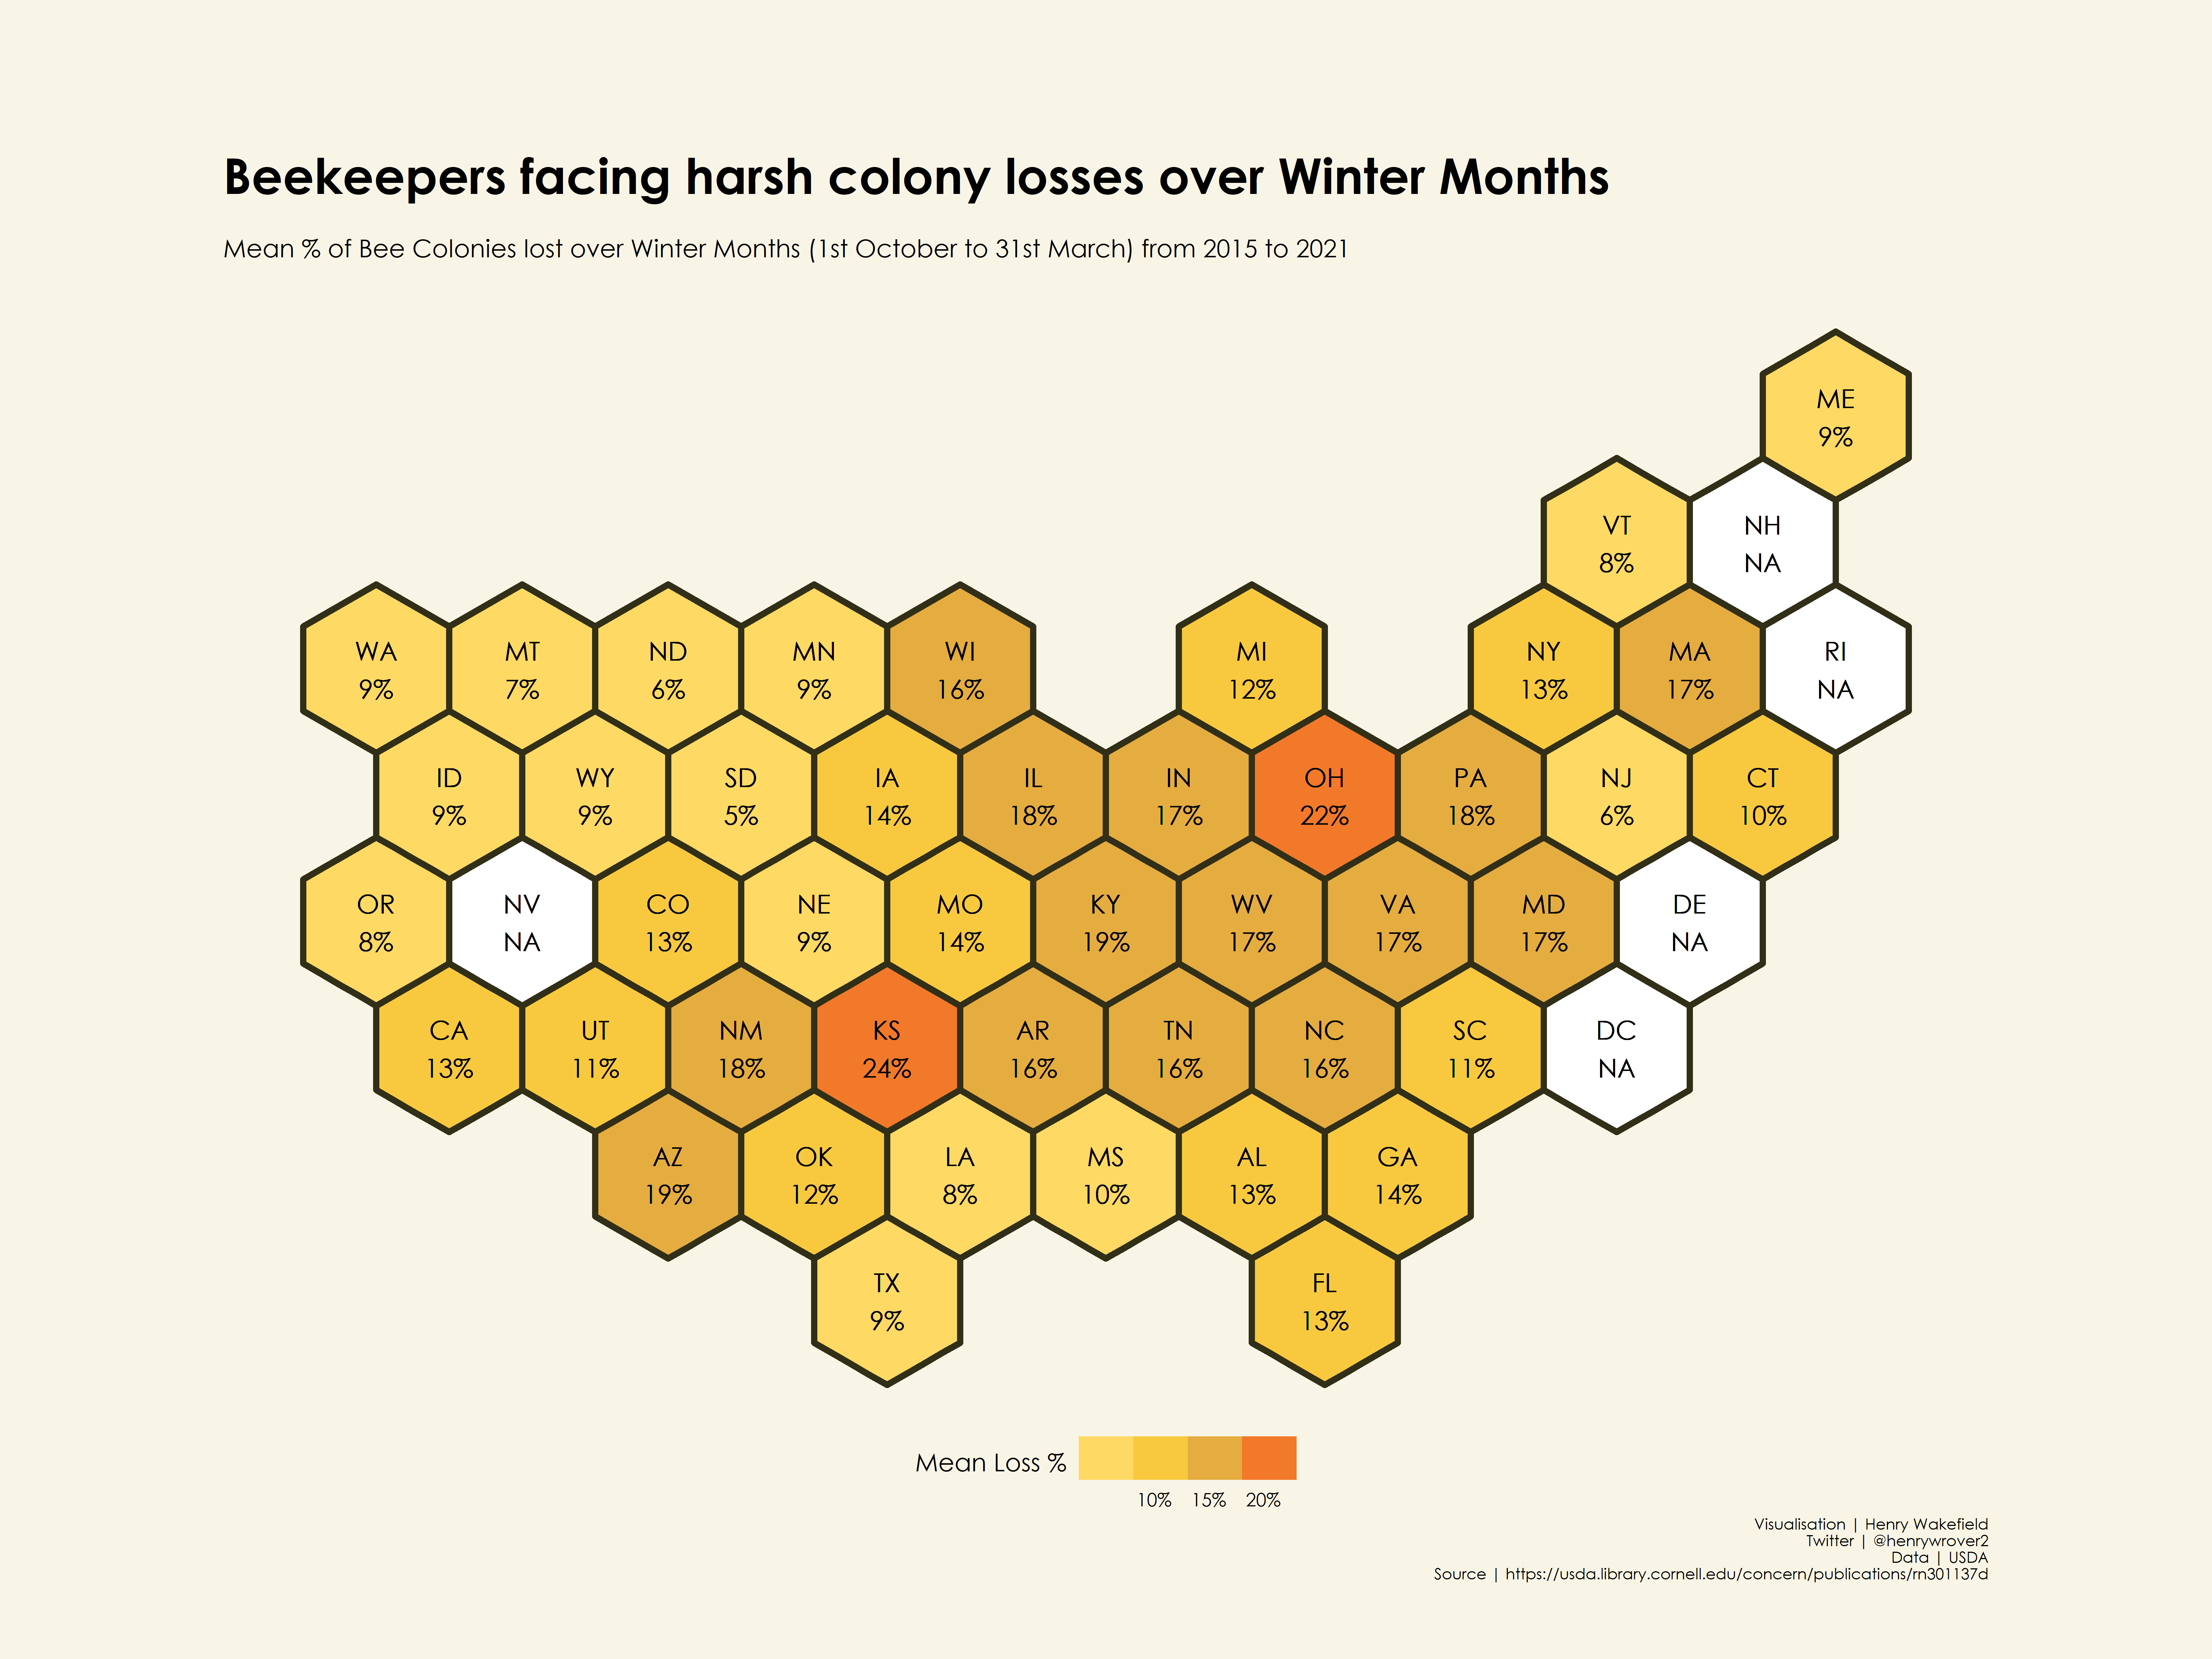 Beekeepers facing harsh colony losses over Winter Months
Mean % of Bee Colonies lost over Winter Months (1st October to 31st March) from 2015 to 2021
ME
9%
VT
8%
NH
NA
WA
9%
MT
7%
ND
6%
MN
9%
WI
16%
MI
12%
NY
13%
MA
17%
RI
NA
ID
9%
WY
9%
SD
5%
IA
14%
IL
18%
IN
17%
OH
22%
PA
18%
NJ
6%
CT
10%
OR
8%
NV
NA
CO
13%
NE
9%
MO
14%
KY
19%
WV
17%
VA
17%
MD
17%
DE
NA
CA
13%
UT
11%
NM
18%
KS
24%
AR
16%
TN
16%
NC
16%
SC
11%
DC
NA
AZ
19%
OK
12%
LA
8%
MS
10%
AL
13%
GA
14%
TX
9%
FL
13%
Mean Loss %
10% 15% 20%
Visualisation | Henry Wakefield
Twitter | @henrywrover2
Data | USDA
Source | https://usda.library.cornell.edu/concern/publications/rn301137d